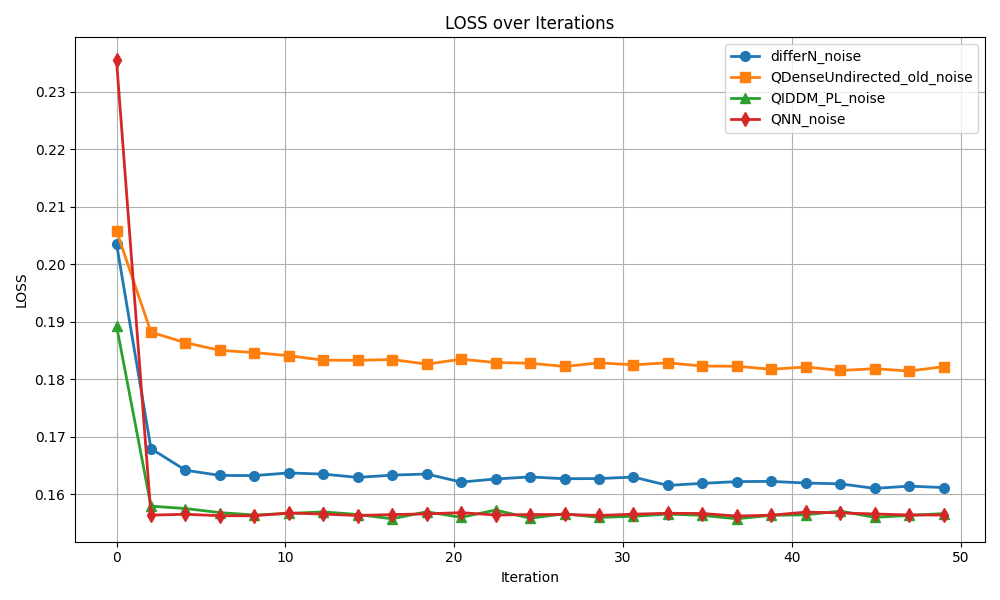 LOSS over Iterations
differN_noise
QDenseUndirected_old_noise
QIDDM_PL_noise
QNN_noise
0.23
0.22
0.21
0.20
0.19
0.18
0.17
0.16
LOSS
0 10 20 30 40 50
Iteration